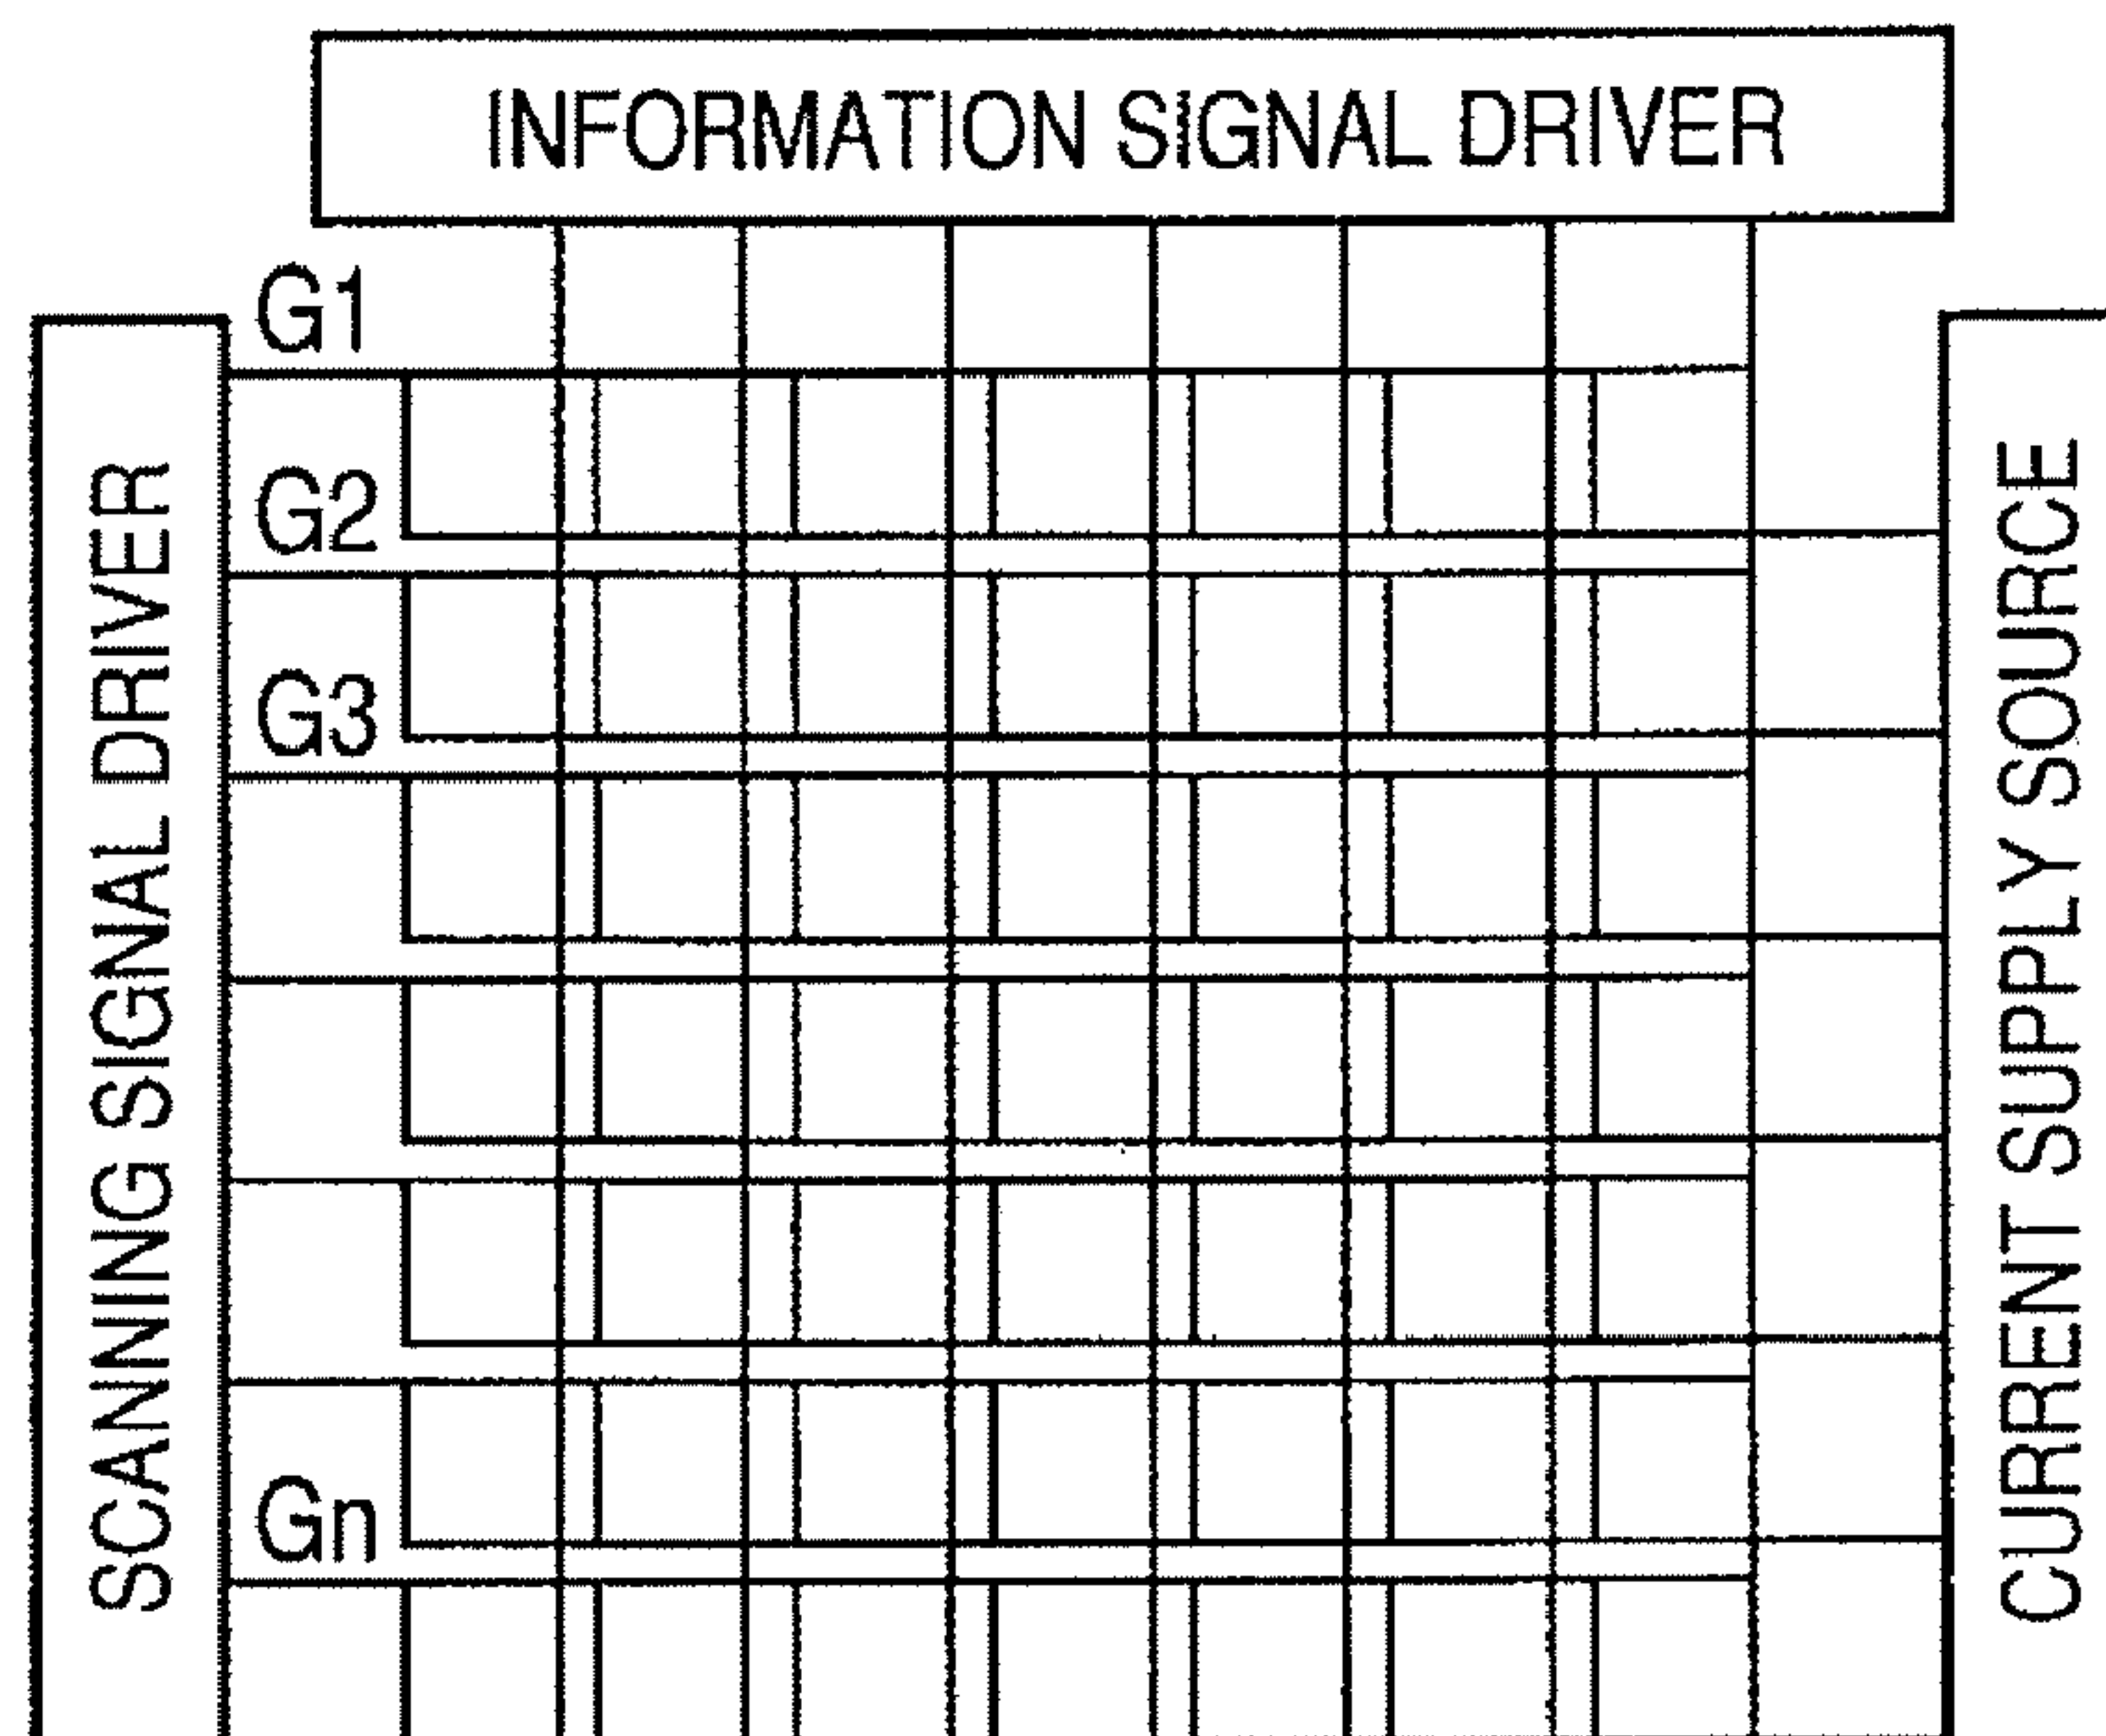 INFORMATION SIGNAL DRIVER
G1
G2
G3
Gn
SCANNING SIGNAL DRIVER
CURRENT SUPPLY SOURCE